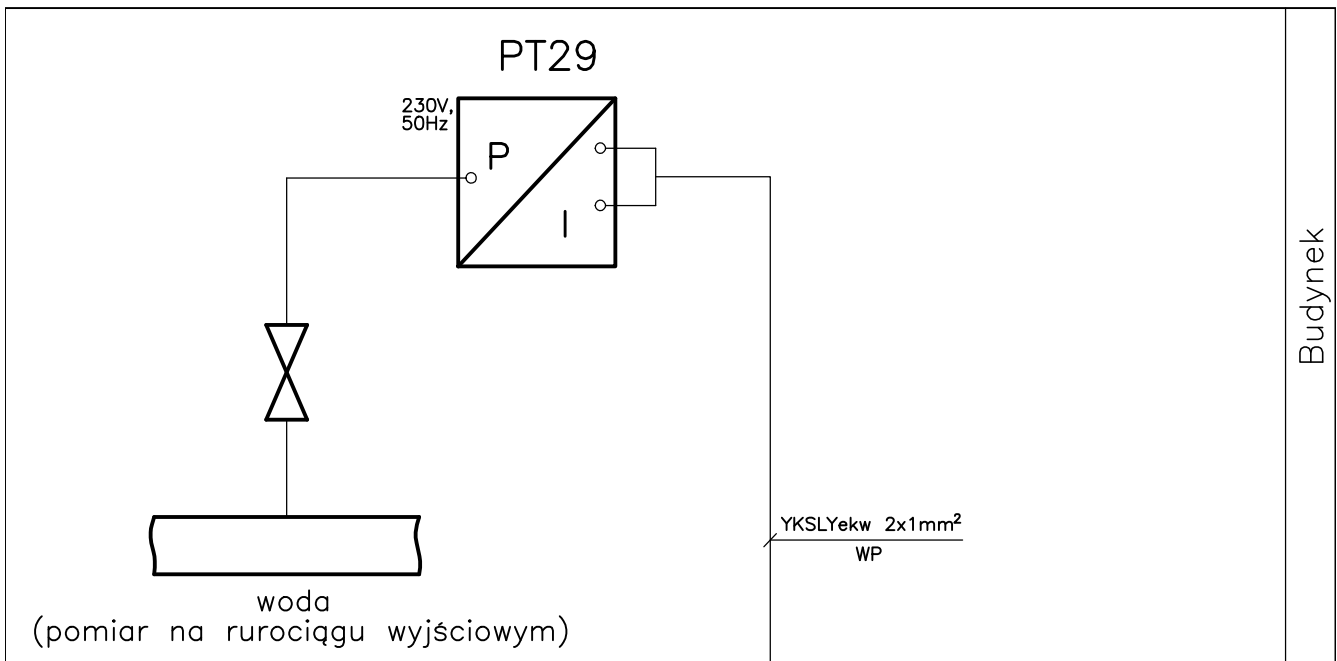 PT29
230V,
50Hz
P
I
Budynek
YKSLYekw 2x1mm²
WP
woda
(pomiar na rurociągu wyjściowym)